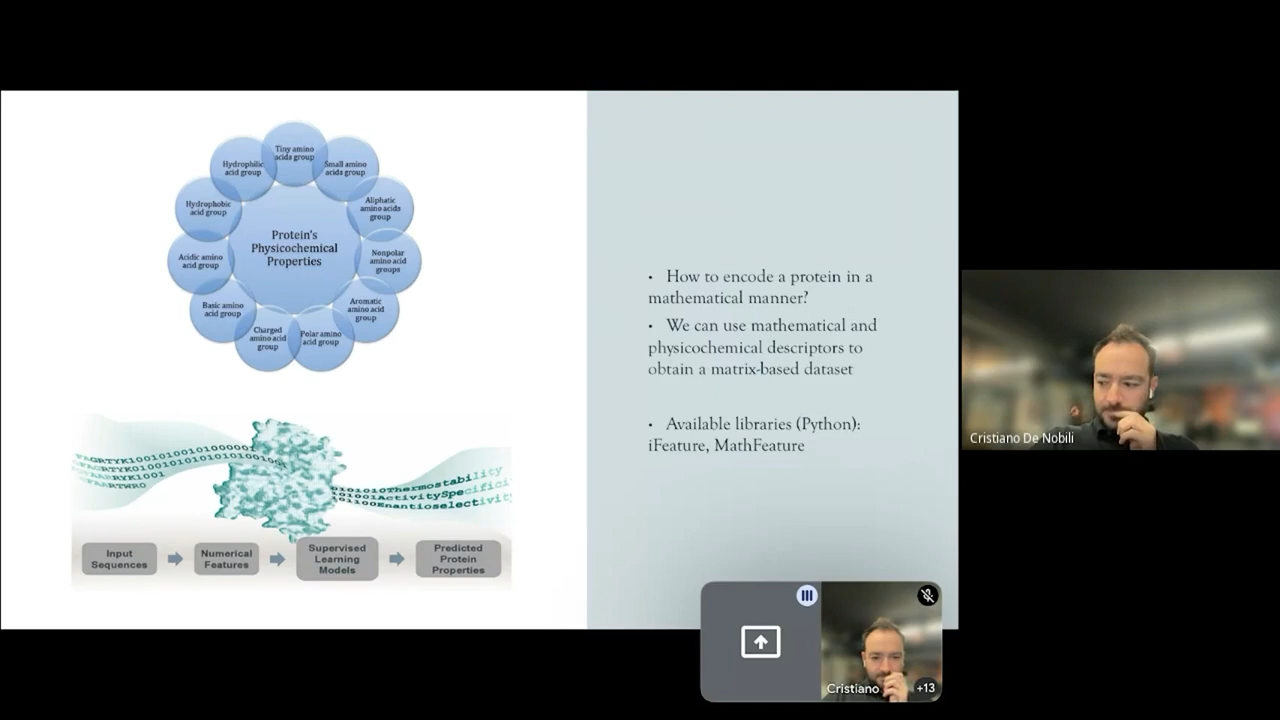 Tiny amino
acids group
Hydrophilic
acid group
Small amino
acids group
Hydrophobic
acid group
Aliphatic
amino acids
group
Protein's
Physicochemical
Properties
Acidic amino
acid group
Nonpolar
amino acid
groups
Basic amino
acid group
Aromatic
amino acid
group
Charged
amino acid
group
Polar amino
acid group
• How to encode a protein in a
mathematical manner?
• We can use mathematical and
physicochemical descriptors to
obtain a matrix-based dataset
• Available libraries (Python):
iFeature, MathFeature
Thermostability
ActivitySpecifici
Enantioselectivity
Input
Sequences
Numerical
Features
Supervised
Learning
Models
Predicted
Protein
Properties
Cristiano De Nobili
Cristiano
+13